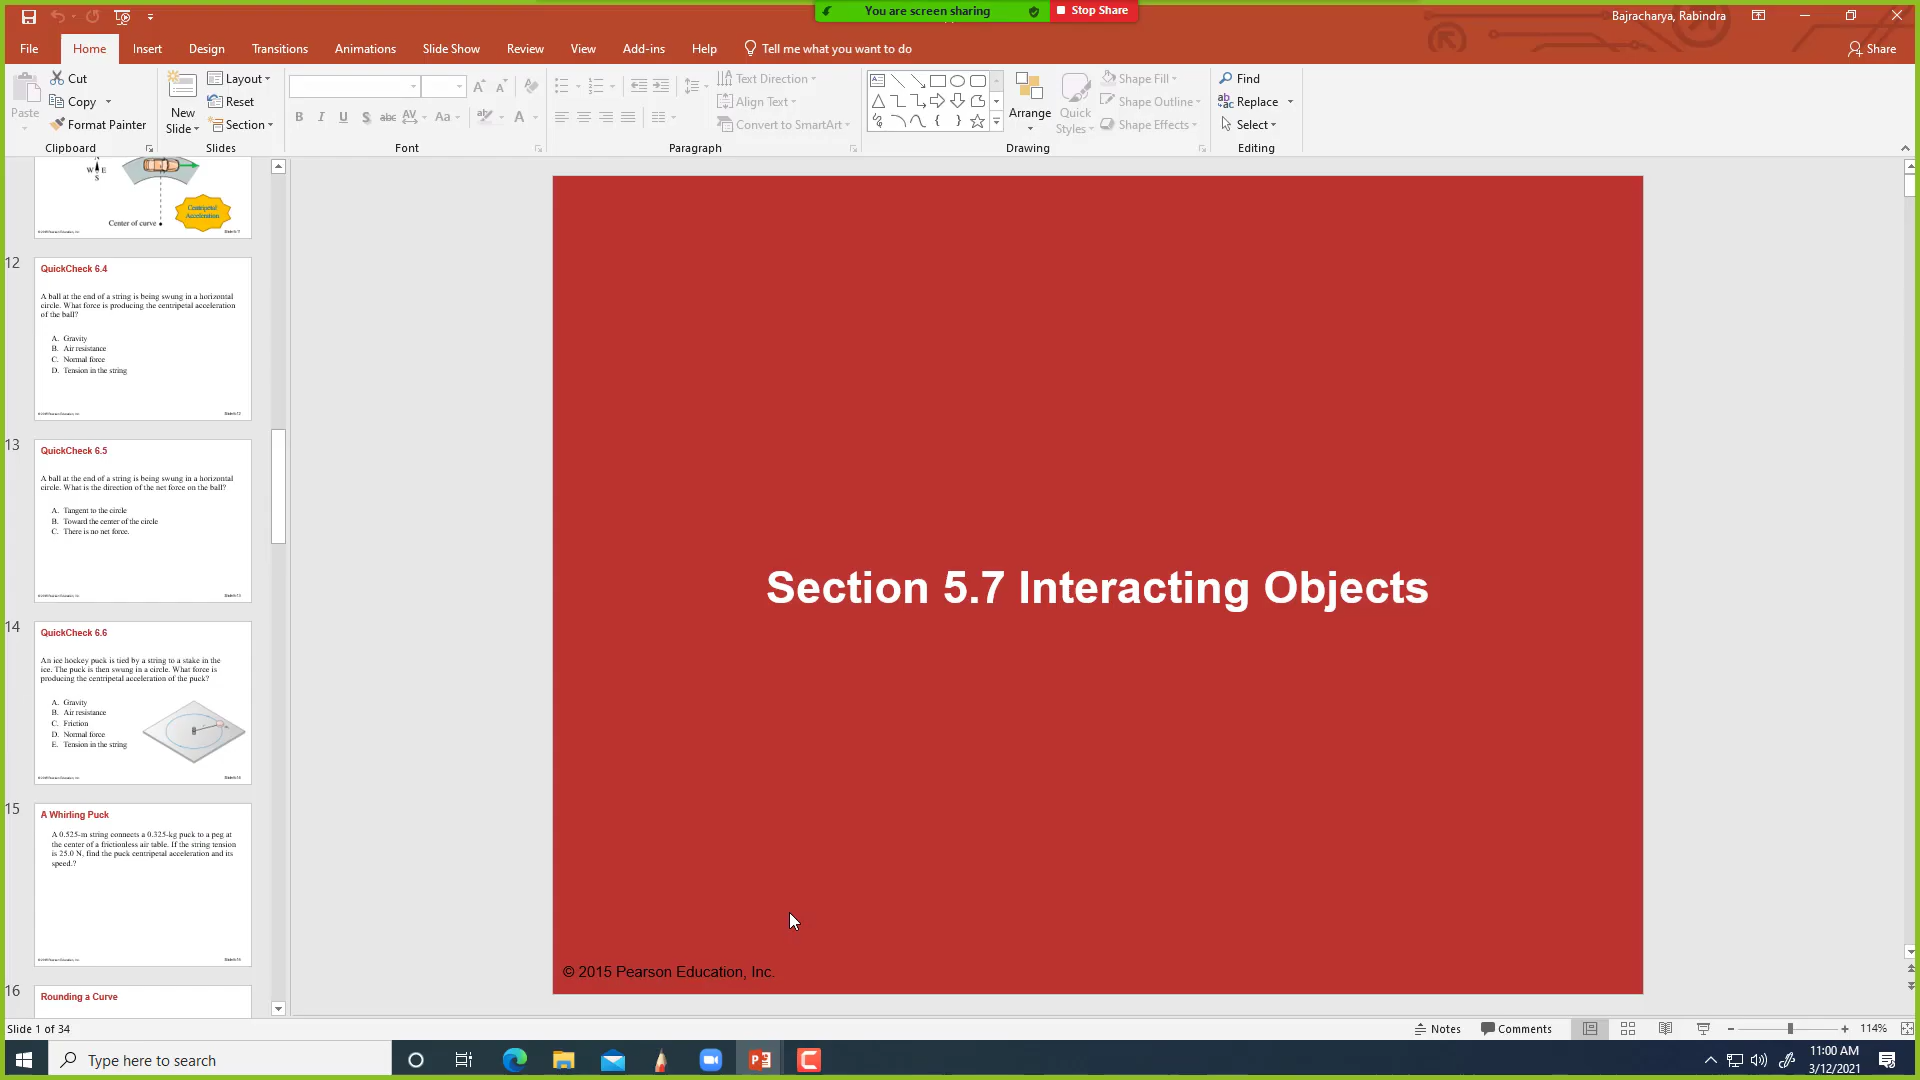 You are screen sharing
Stop Share
Bajracharya, Rabindra
File
Home
Insert
Design
Transitions
Animations
Slide Show
Review
View
Add-ins
Help
Tell me what you want to do
Share
Paste
Cut
Copy
Format Painter
Clipboard
New Slide
Layout
Reset
Section
Slides
B I U S abc AV Aa A
Font
Text Direction
Align Text
Convert to SmartArt
Paragraph
Arrange
Quick Styles
Shape Fill
Shape Outline
Shape Effects
Drawing
Find
Replace
Select
Editing
W E
S
Centripetal
Acceleration
Center of curve
12
QuickCheck 6.4
A ball at the end of a string is being swung in a horizontal
circle. What force is producing the centripetal acceleration
of the ball?
A. Gravity
B. Air resistance
C. Normal force
D. Tension in the string
13
QuickCheck 6.5
A ball at the end of a string is being swung in a horizontal
circle. What is the direction of the net force on the ball?
A. Tangent to the circle
B. Toward the center of the circle
C. There is no net force.
14
QuickCheck 6.6
An ice hockey puck is tied by a string to a stake in the
ice. The puck is then swung in a circle. What force is
producing the centripetal acceleration of the puck?
A. Gravity
B. Air resistance
C. Friction
D. Normal force
E. Tension in the string
15
A Whirling Puck
A 0.525-m string connects a 0.325-kg puck to a peg at
the center of a frictionless air table. If the string tension
is 25.0 N, find the puck centripetal acceleration and its
speed.?
16
Rounding a Curve
Section 5.7 Interacting Objects
© 2015 Pearson Education, Inc.
Slide 1 of 34
Notes
Comments
114%
Type here to search
11:00 AM
3/12/2021